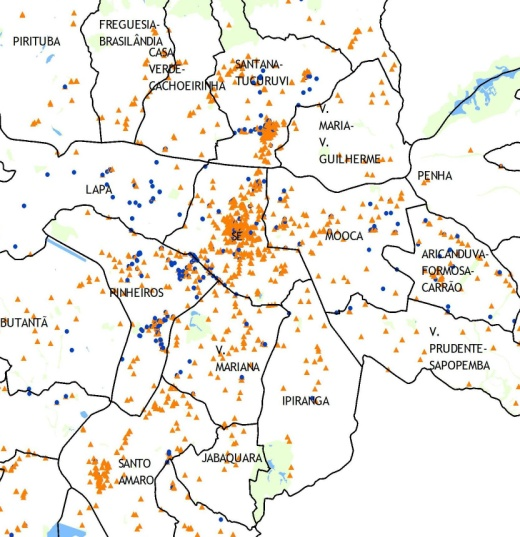 FREGUESIA-
BRASILÂNDIA
PIRITUBA
CASA
VERDE-
CACHOEIRINHA
SANTANA-
TUCURUVI
V.
MARIA-
V.
GUILHERME
PENHA
LAPA
SÉ
MOOCA
ARICANDUVA-
FORMOSA-
CARRÃO
PINHEIROS
BUTANTÃ
V.
MARIANA
V.
PRUDENTE-
SAPOPEMBA
IPIRANGA
JABAQUARA
SANTO
AMARO